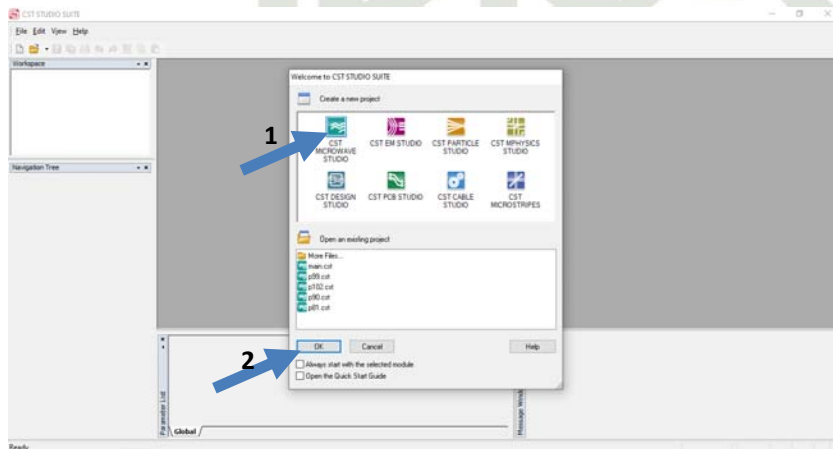 CST STUDIO SUITE
File Edit View Help
Workspace
Navigation Tree
Welcome to CST STUDIO SUITE
Create a new project
1
CST MICROWAVE STUDIO
CST EM STUDIO
CST PARTICLE STUDIO
CST MPHYSICS STUDIO
CST DESIGN STUDIO
CST PCB STUDIO
CST CABLE STUDIO
CST MICROSTRIPES
Open an existing project
More Files...
main.cst
p99.cst
p102.cst
p90.cst
p81.cst
OK Cancel Help
2
Always start with the selected module
Open the Quick Start Guide
Parameter List
Global
Message Wind
Ready